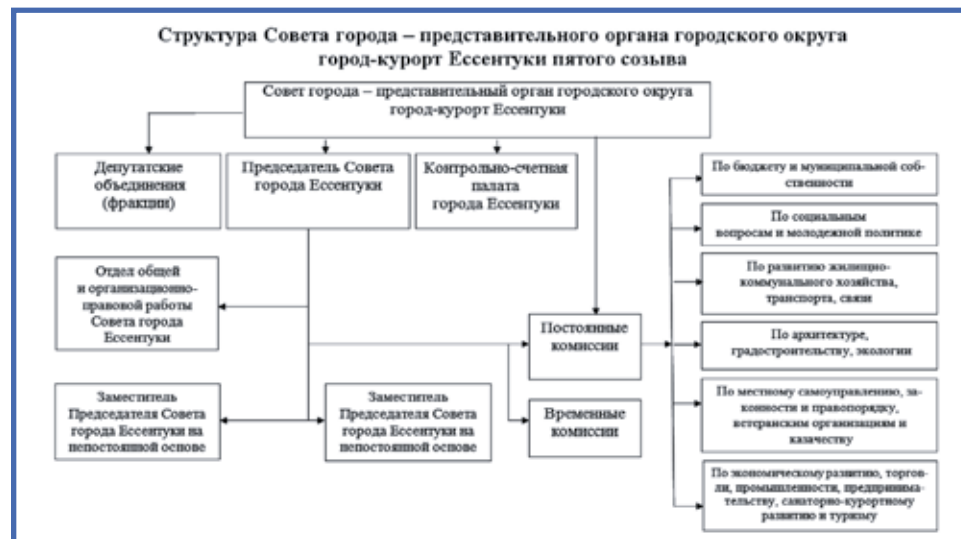 Структура Совета города – представительного органа городского округа
город-курорт Ессентуки пятого созыва
Совет города – представительный орган городского округа
город-курорт Ессентуки
Депутатские
объединения
(фракции)
Председатель Совета
города Ессентуки
Контрольно-счетная
палата
города Ессентуки
По бюджету и муниципальной соб-
ственности
По социальным
вопросам и молодежной политике
Отдел общей
и организационно-
правовой работы
Совета города
Ессентуки
По развитию жилищно-
коммунального хозяйства,
транспорта, связи
Постоянные
комиссии
По архитектуре,
градостроительству, экологии
Заместитель
Председателя Совета
города Ессентуки на
непостоянной основе
Заместитель
Председателя Совета
города Ессентуки на
непостоянной основе
Временные
комиссии
По местному самоуправлению, за-
конности и правопорядку,
ветеранским организациям и
казачеству
По экономическому развитию, торгов-
ли, промышленности, предпринима-
тельству, санаторно-курортному
развитию и туризму